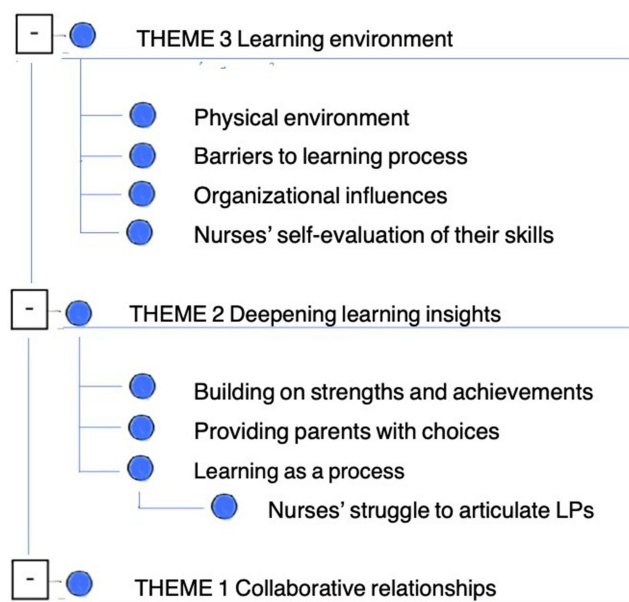 THEME 3 Learning environment
Physical environment
Barriers to learning process
Organizational influences
Nurses’ self-evaluation of their skills
THEME 2 Deepening learning insights
Building on strengths and achievements
Providing parents with choices
Learning as a process
Nurses’ struggle to articulate LPs
THEME 1 Collaborative relationships